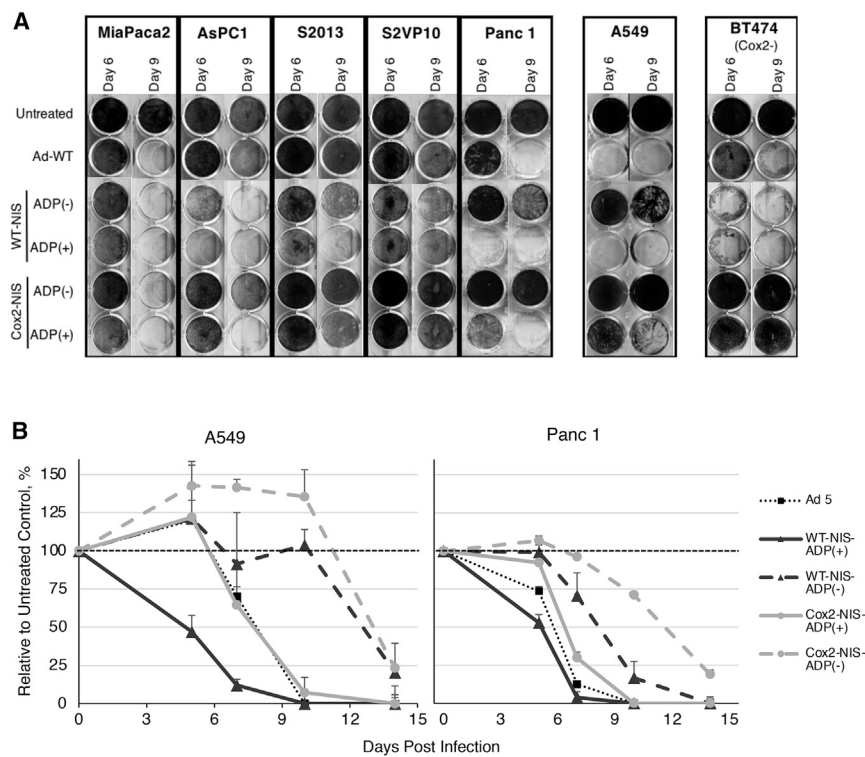 A
MiaPaca2 AsPC1 S2013 S2VP10 Panc 1 A549 BT474
(Cox2-)
Day 6 Day 9 Day 6 Day 9 Day 6 Day 9 Day 6 Day 9 Day 6 Day 9 Day 6 Day 9 Day 6 Day 9
Untreated
Ad-WT
WT-NIS
ADP(-)
ADP(+)
Cox2-NIS
ADP(-)
ADP(+)
B
A549
Panc 1
Relative to Untreated Control, %
150
125
100
75
50
25
0
0 3 6 9 12 15
0 3 6 9 12 15
Days Post Infection
Ad 5
WT-NIS-
ADP(+)
WT-NIS-
ADP(-)
Cox2-NIS-
ADP(+)
Cox2-NIS-
ADP(-)